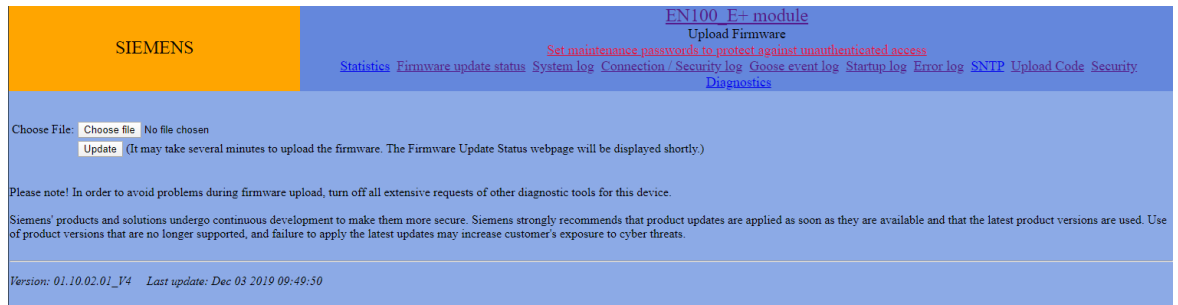 SIEMENS
EN100_E+ module
Upload Firmware
Set maintenance passwords to protect against unauthenticated access
Statistics Firmware update status System log Connection / Security log Goose event log Startup log Error log SNTP Upload Code Security
Diagnostics
Choose File: Choose file No file chosen
Update (It may take several minutes to upload the firmware. The Firmware Update Status webpage will be displayed shortly.)
Please note! In order to avoid problems during firmware upload, turn off all extensive requests of other diagnostic tools for this device.
Siemens' products and solutions undergo continuous development to make them more secure. Siemens strongly recommends that product updates are applied as soon as they are available and that the latest product versions are used. Use
of product versions that are no longer supported, and failure to apply the latest updates may increase customer's exposure to cyber threats.
Version: 01.10.02.01_V4 Last update: Dec 03 2019 09:49:50